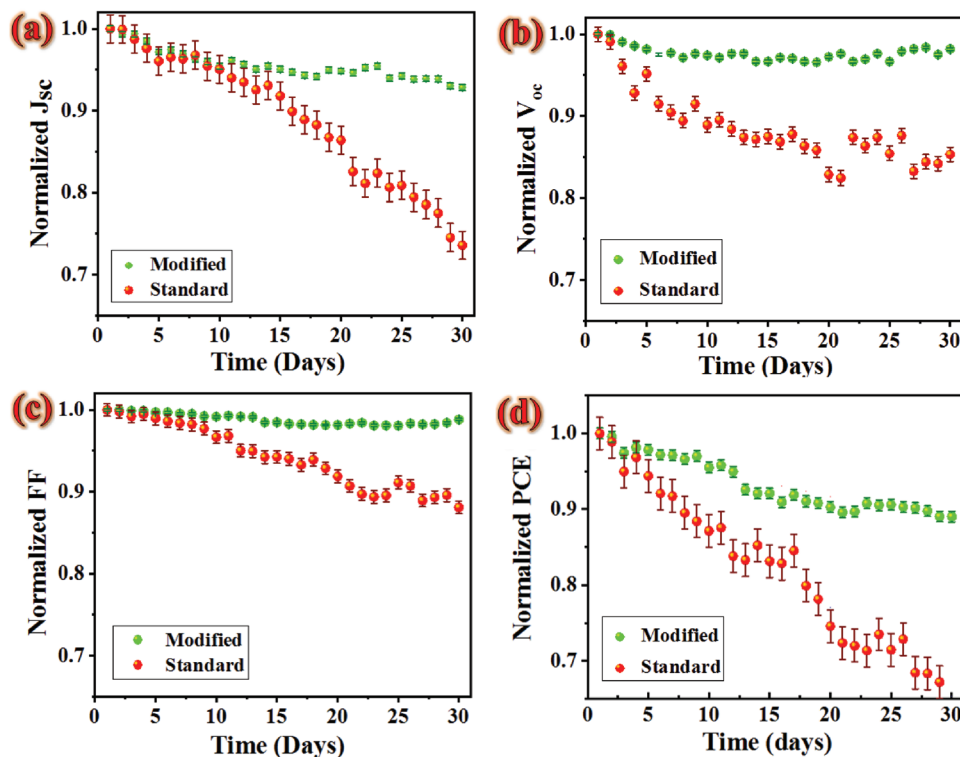 (a)
1.0
0.9
0.8
0.7
Normalized Jsc
Modified
Standard
0 5 10 15 20 25 30
Time (Days)
(b)
1.0
0.9
0.8
0.7
Normalized Voc
Modified
Standard
0 5 10 15 20 25 30
Time (Days)
(c)
1.0
0.9
0.8
0.7
Normalized FF
Modified
Standard
0 5 10 15 20 25 30
Time (Days)
(d)
1.0
0.9
0.8
0.7
Normalized PCE
Modified
Standard
0 5 10 15 20 25 30
Time (days)